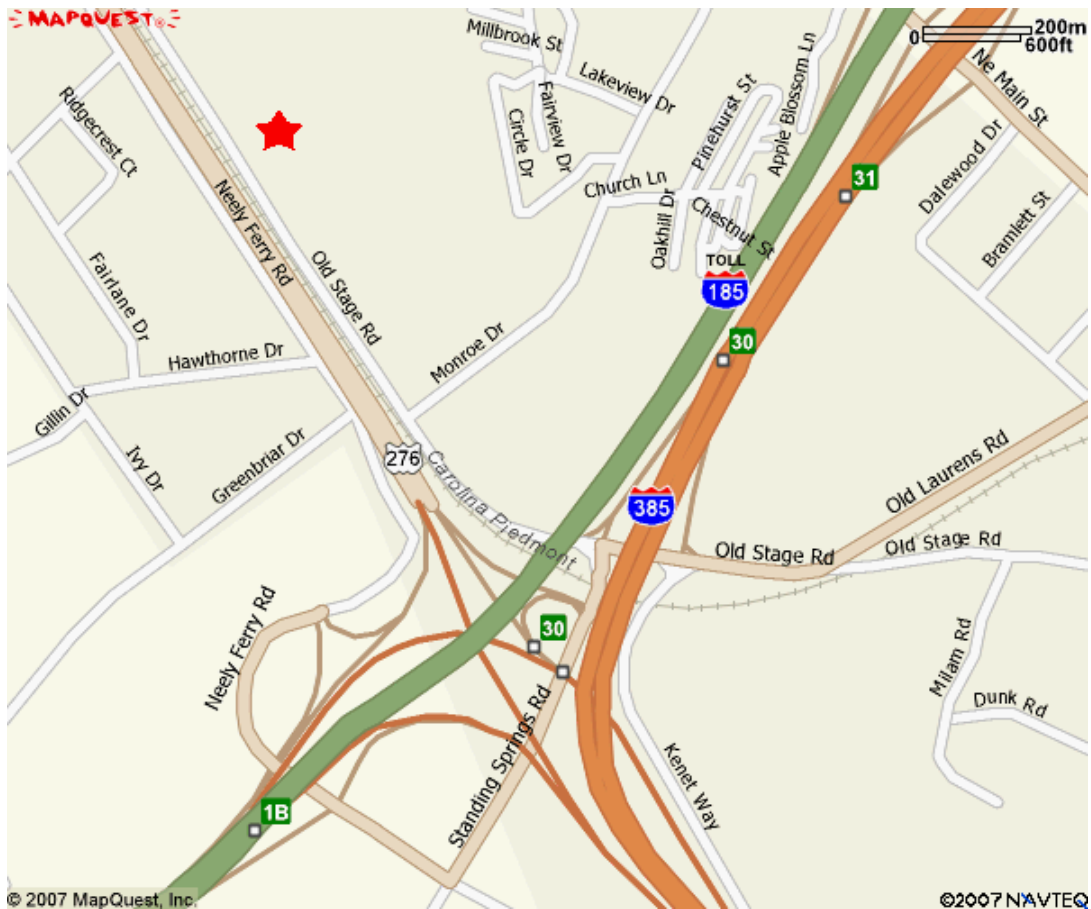 MAPQUEST®
Millbrook St
Lakeview Dr
Fairview Dr
Circle Dr
Pinehurst St
Apple Blossom Ln
0
200m
600ft
Ne Main St
Ridgecrest Ct
Neely Ferry Rd
Old Stage Rd
Church Ln
Oakhill Dr
Chestnut St
31
Dalewood Dr
Bramlett St
TOLL
185
30
Fairlane Dr
Hawthorne Dr
Monroe Dr
Gillin Dr
Ivy Dr
Greenbriar Dr
276
Carolina Piedmont
385
Old Laurens Rd
Old Stage Rd
Old Stage Rd
Neely Ferry Rd
30
Milam Rd
Dunk Rd
Standing Springs Rd
Kenet Way
1B
© 2007 MapQuest, Inc.
©2007 NAVTEQ